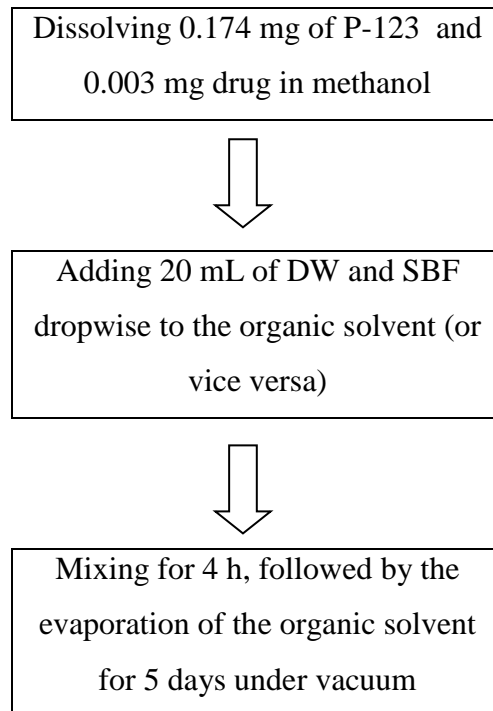 Dissolving 0.174 mg of P-123 and
0.003 mg drug in methanol
Adding 20 mL of DW and SBF
dropwise to the organic solvent (or
vice versa)
Mixing for 4 h, followed by the
evaporation of the organic solvent
for 5 days under vacuum